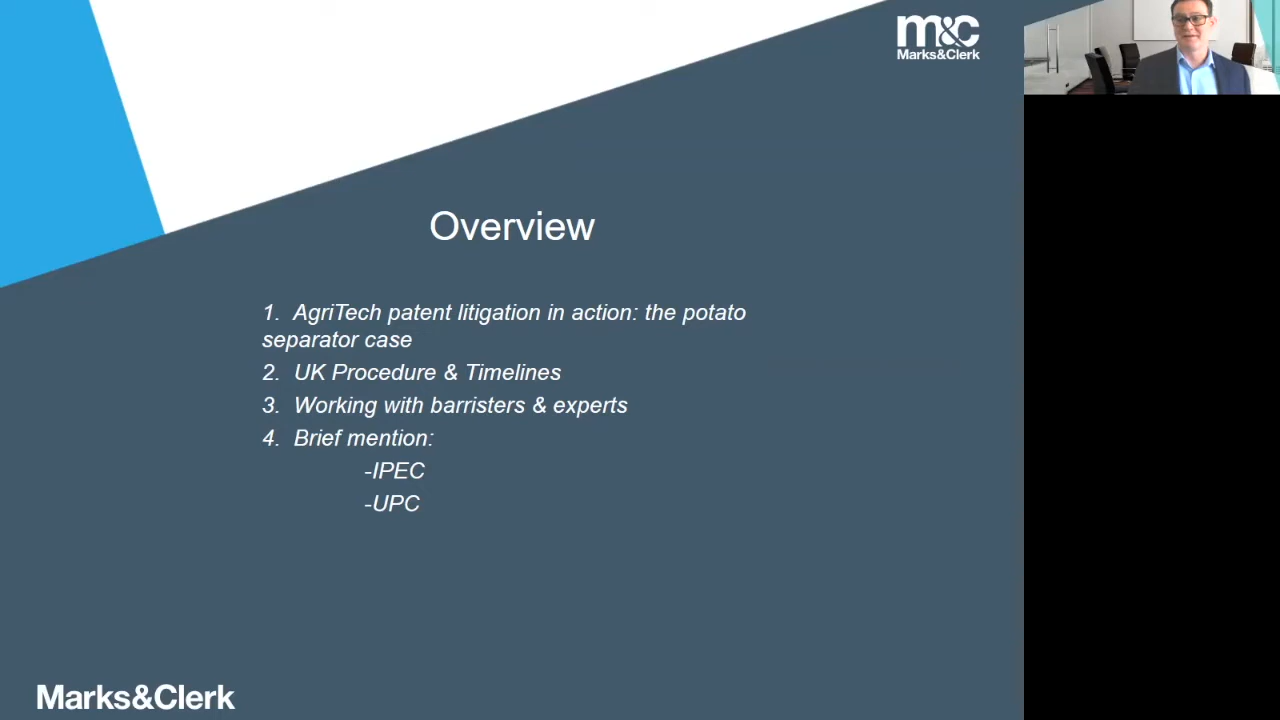 m&c
Marks&Clerk
Overview
1. AgriTech patent litigation in action: the potato
separator case
2. UK Procedure & Timelines
3. Working with barristers & experts
4. Brief mention:
-IPEC
-UPC
Marks&Clerk